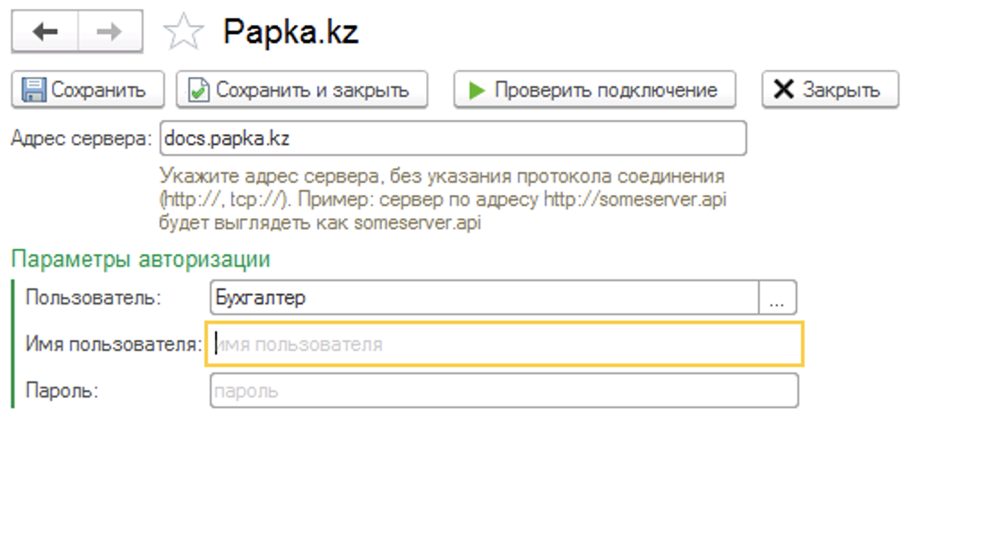 Papka.kz
Сохранить Сохранить и закрыть Проверить подключение Закрыть
Адрес сервера: docs.papka.kz
Укажите адрес сервера, без указания протокола соединения
(http://, tcp://). Пример: сервер по адресу http://someserver.api
будет выглядеть как someserver.api
Параметры авторизации
Пользователь: Бухгалтер ...
Имя пользователя: имя пользователя
Пароль: пароль